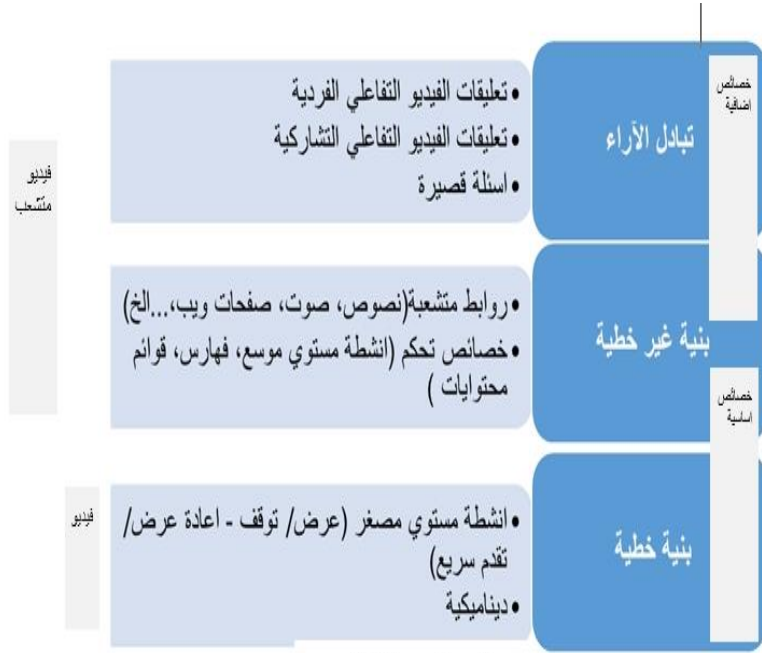 خصائص
اضافية
تبادل الآراء
•تعليقات الفيديو التفاعلي الفردية
•تعليقات الفيديو التفاعلي التشاركية
•اسئلة قصيرة
فيديو
متشعب
بنية غير خطية
•روابط متشعبة(نصوص، صوت، صفحات ويب،...الخ)
•خصائص تحكم (انشطة مستوي موسع، فهارس، قوائم
محتوايات )
خصائص
اساسية
بنية خطية
•انشطة مستوي مصغر (عرض/ توقف - اعادة عرض/
تقدم سريع)
•ديناميكية
فيديو